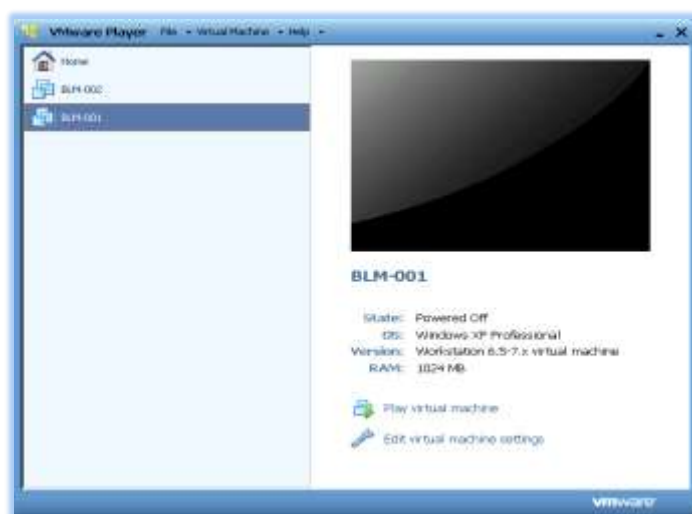 VMware Player File Virtual Machine Help
Home
BLM-002
BLM-001
BLM-001
State: Powered Off
OS: Windows XP Professional
Version: Workstation 6.5-7.x virtual machine
RAM: 1024 MB
Play virtual machine
Edit virtual machine settings
vmware